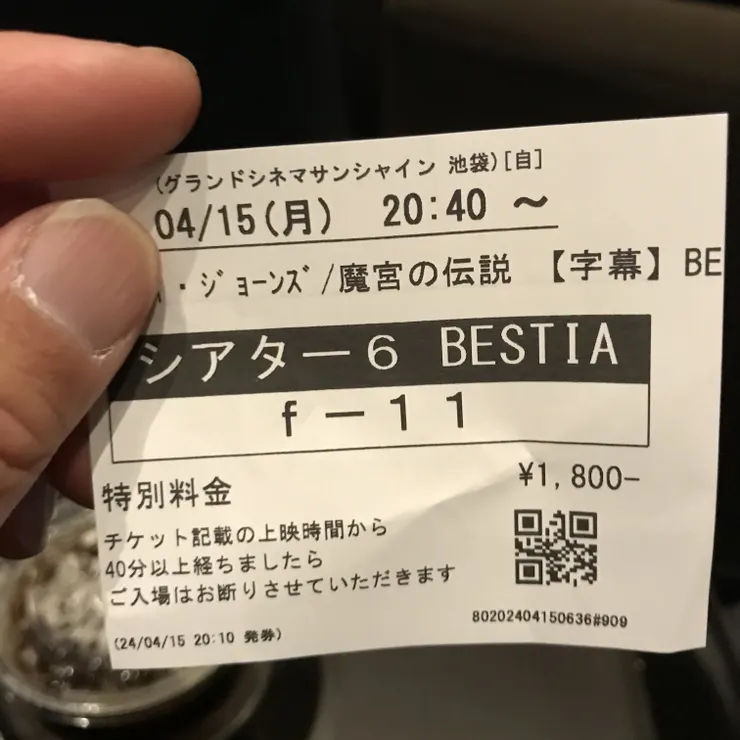 (グランドシネマサンシャイン 池袋)[自]
04/15(月) 20:40 ～
・ｼﾞｮｰﾝｽﾞ/魔宮の伝説 【字幕】BE
シアター6 BESTIA
f－11
特別料金
¥1,800−
チケット記載の上映時間から
40分以上経ちましたら
ご入場はお断りさせていただきます
80202404150636#909
(24/04/15 20:10 発券)